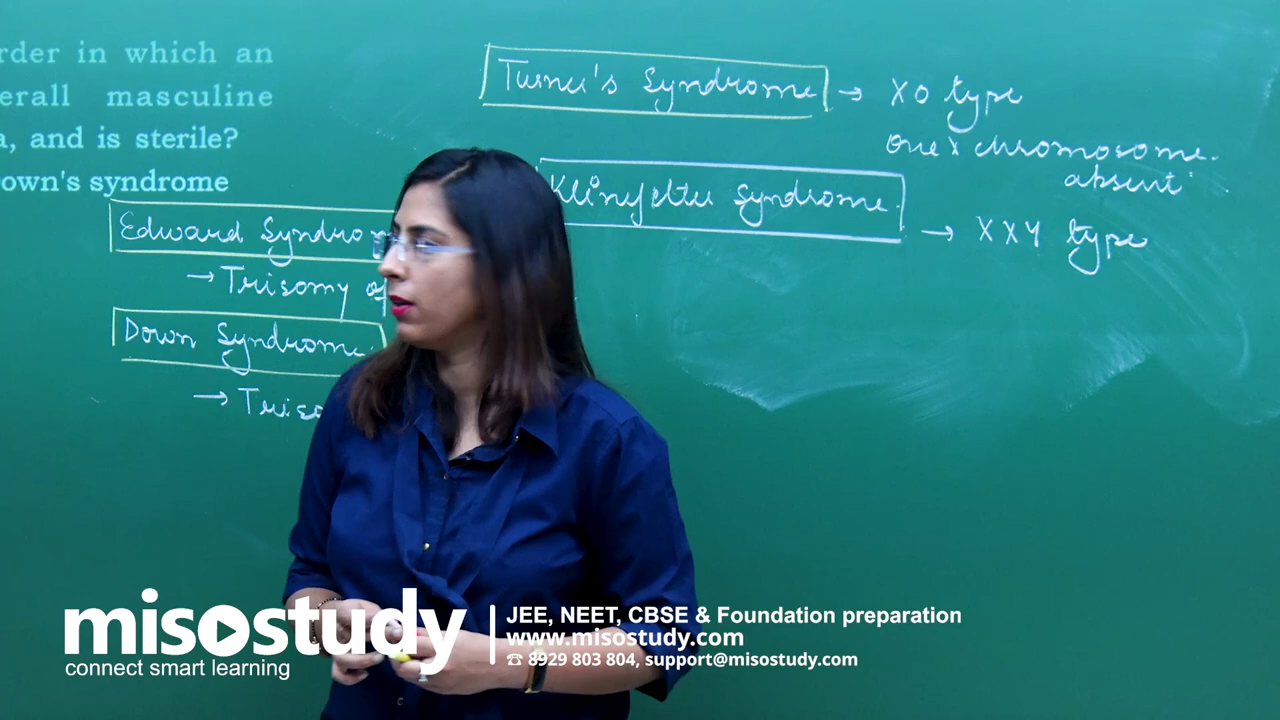 rder in which an
erall masculine
a, and is sterile?
own's syndrome
Turner's Syndrome → XO type
one x chromosome.
absent
Klinefelter Syndrome. → XXY type
Edward Syndro
→ Trisomy of
Down Syndrome.
→ Triso
misostudy
connect smart learning
JEE, NEET, CBSE & Foundation preparation
www.misostudy.com
☎ 8929 803 804, support@misostudy.com